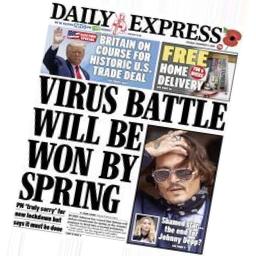 DAILY EXPRESS
BRITAIN ON
COURSE FOR
HISTORIC U.S.
TRADE DEAL
FREE
HOME
DELIVERY
VIRUS BATTLE
WILL BE
WON BY
SPRING
PM 'truly sorry' for
new lockdown but
says it must be done
Shamed star...
the end for
Johnny Depp?